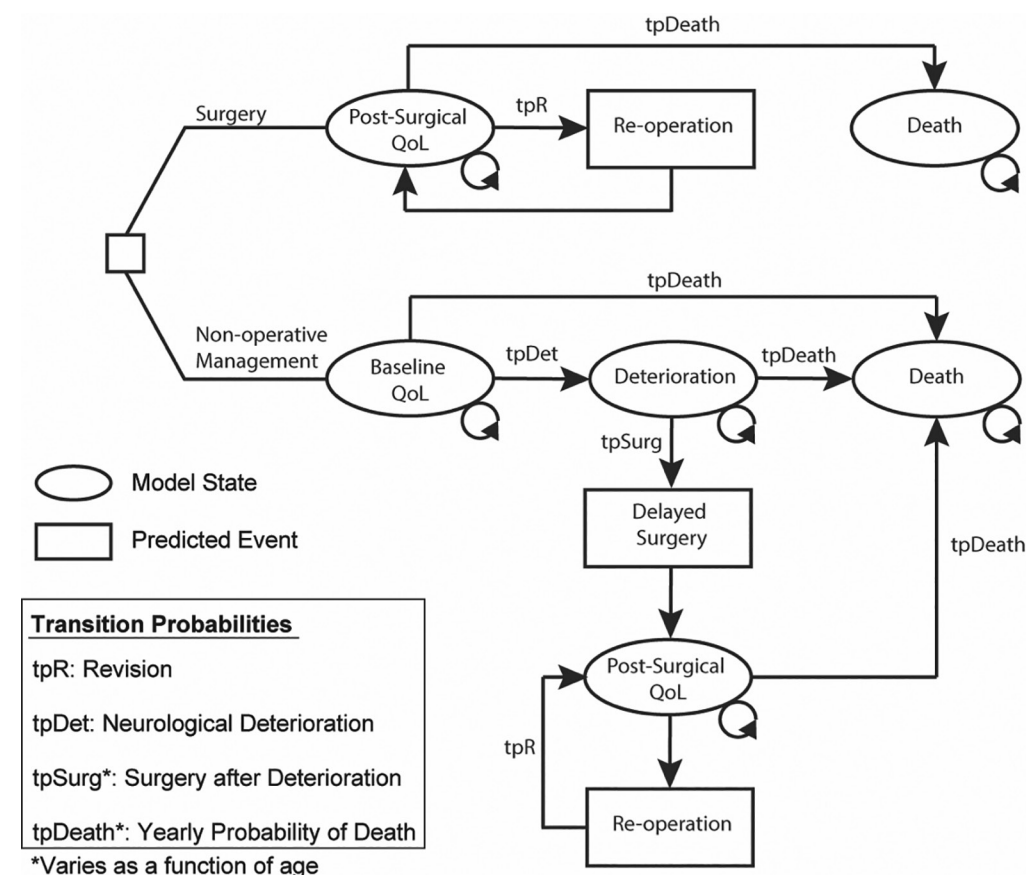 tpDeath
Surgery
Post-Surgical
QoL
tpR
Re-operation
Death
tpDeath
Non-operative
Management
Baseline
QoL
tpDet
Deterioration
tpDeath
Death
tpSurg
Model State
Delayed
Surgery
Predicted Event
tpDeath
Transition Probabilities
tpR: Revision
tpDet: Neurological Deterioration
tpSurg*: Surgery after Deterioration
tpDeath*: Yearly Probability of Death
*Varies as a function of age
Post-Surgical
QoL
tpR
Re-operation